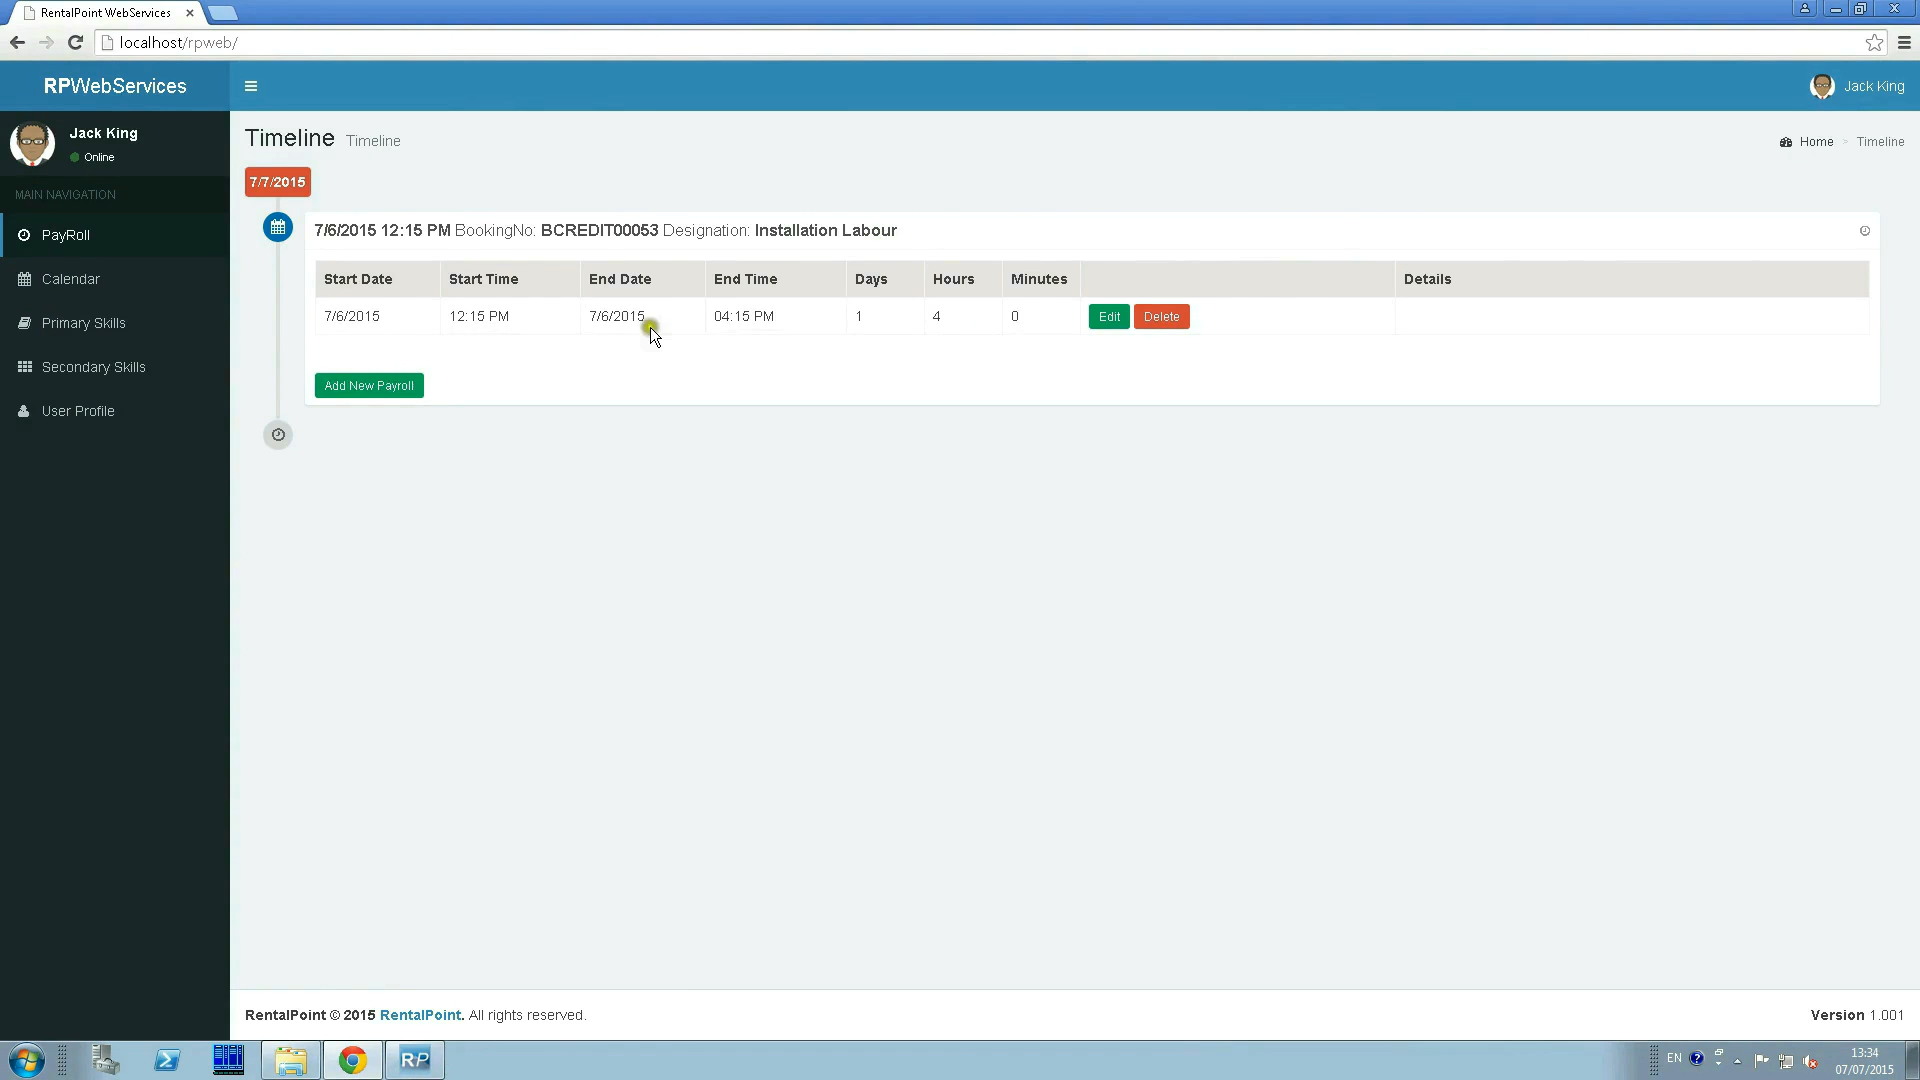 RentalPoint WebServices
localhost/rpweb/
RPWebServices
Jack King
Jack King
Online
Timeline Timeline
Home > Timeline
MAIN NAVIGATION
PayRoll
Calendar
Primary Skills
Secondary Skills
User Profile
7/7/2015
7/6/2015 12:15 PM BookingNo: BCREDIT00053 Designation: Installation Labour
Start Date Start Time End Date End Time Days Hours Minutes Details
7/6/2015 12:15 PM 7/6/2015 04:15 PM 1 4 0 Edit Delete
Add New Payroll
RentalPoint © 2015 RentalPoint. All rights reserved.
Version 1.001
RP
EN
13:34
07/07/2015